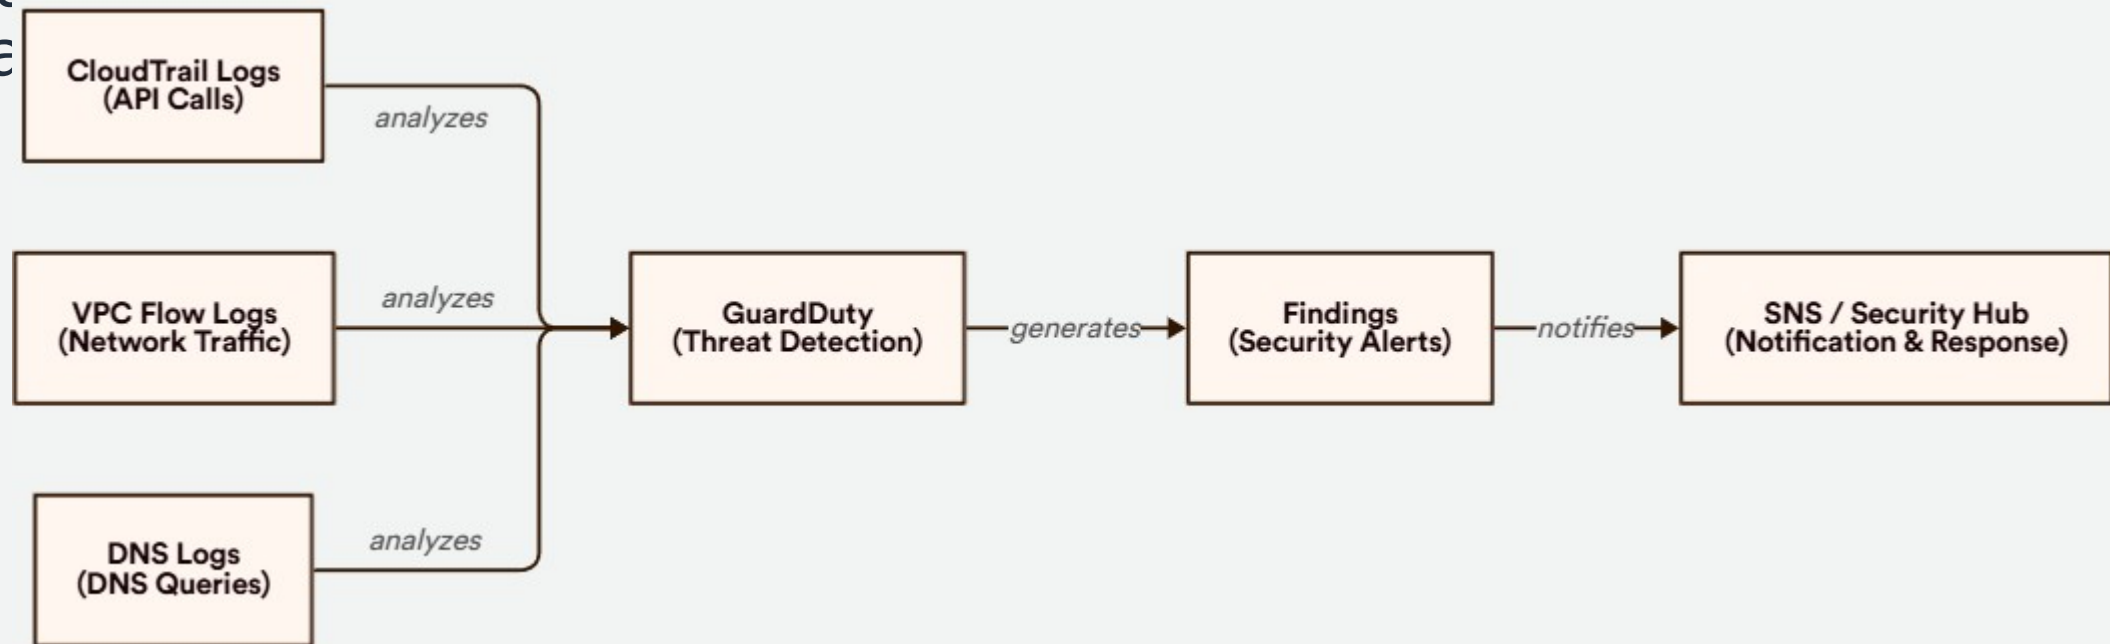 CloudTrail Logs
(API Calls)
analyzes
VPC Flow Logs
(Network Traffic)
analyzes
GuardDuty
(Threat Detection)
generates
Findings
(Security Alerts)
notifies
SNS / Security Hub
(Notification & Response)
DNS Logs
(DNS Queries)
analyzes